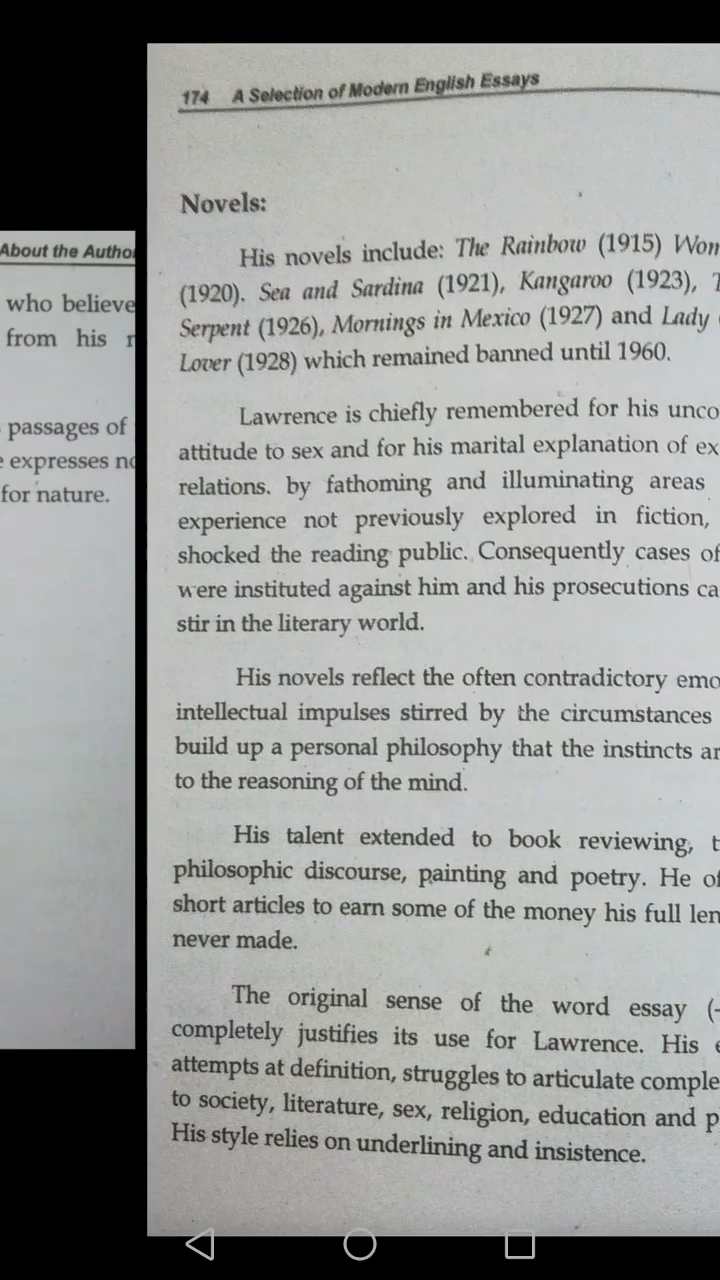 About the Autho
who believe
from his
passages of
expresses
for nature.
174 A Selection of Modern English Essays
Novels:
His novels include: The Rainbow (1915)
(1920). Sea and Sardina (1921), Kangaroo (1923),
Serpent (1926), Mornings in Mexico (1927) and Lady
Lover (1928) which remained banned until 1960.
Lawrence is chiefly remembered for his unco
attitude to sex and for his marital explanation of ex
relations. by fathoming and illuminating areas
experience not previously explored in fiction,
shocked the reading public. Consequently cases of
were instituted against him and his prosecutions ca
stir in the literary world.
His novels reflect the often contradictory emo
intellectual impulses stirred by the circumstances
build up a personal philosophy that the instincts ar
to the reasoning of the mind.
His talent extended to book reviewing, t
philosophic discourse, painting and poetry. He of
short articles to earn some of the money his full len
never made.
The original sense of the word essay (-
completely justifies its use for Lawrence. His e
attempts at definition, struggles to articulate comple
to society, literature, sex, religion, education and p
His style relies on underlining and insistence.